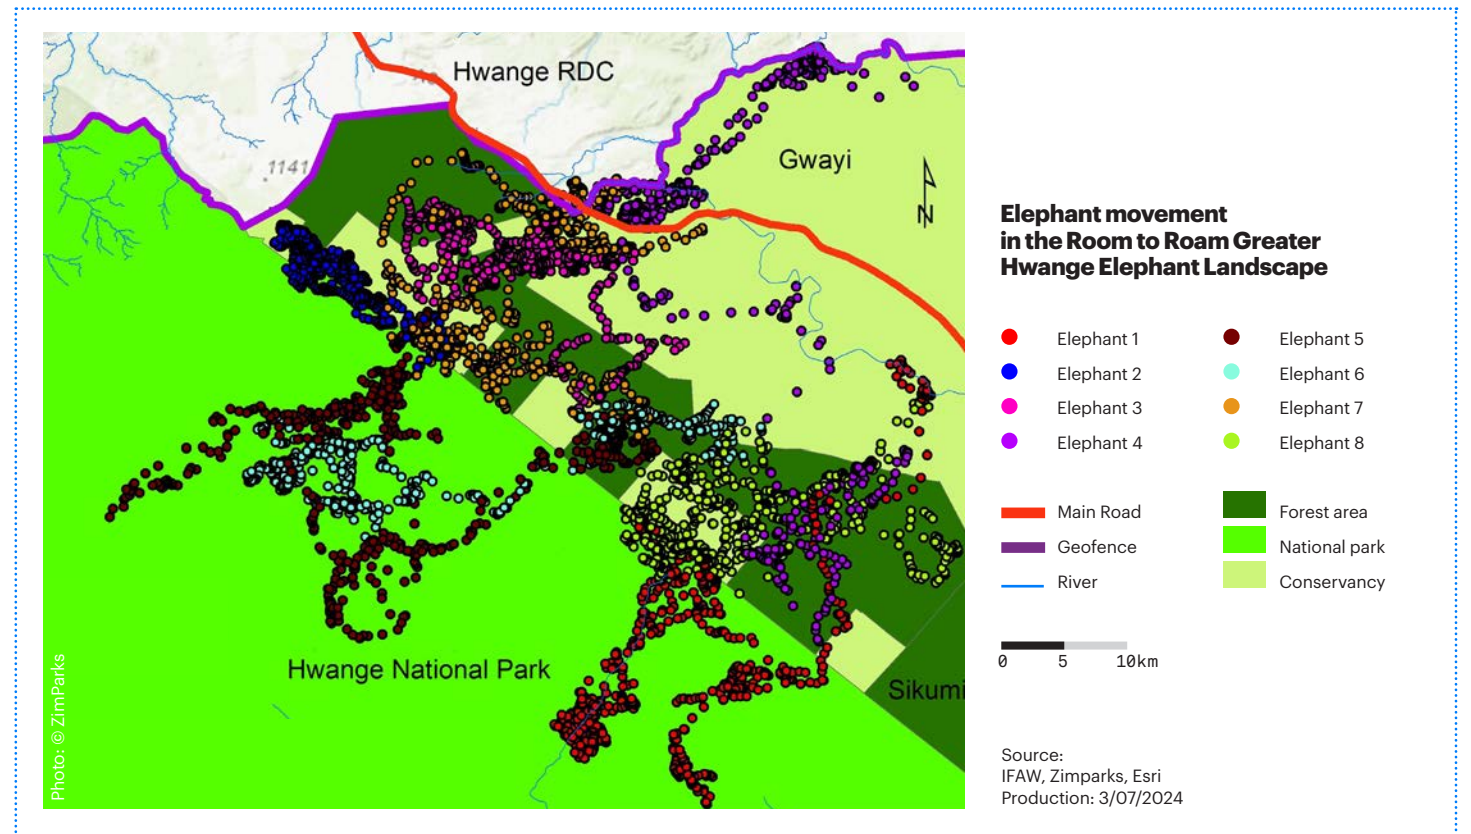 Hwange RDC
1141
Gwayi
N
Hwange National Park
Sikumi
Photo: © ZimParks
Elephant movement
in the Room to Roam Greater
Hwange Elephant Landscape
Elephant 1
Elephant 2
Elephant 3
Elephant 4
Elephant 5
Elephant 6
Elephant 7
Elephant 8
Main Road
Geofence
River
Forest area
National park
Conservancy
0 5 10km
Source:
IFAW, Zimparks, Esri
Production: 3/07/2024